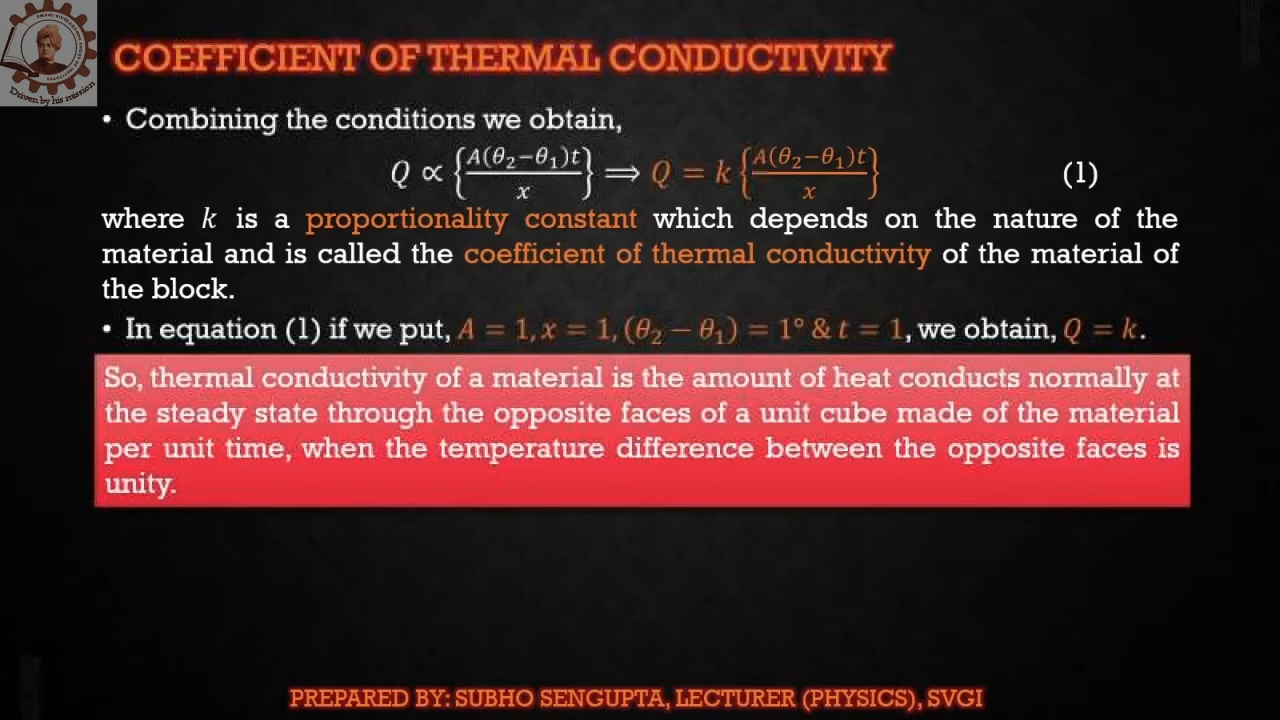 COEFFICIENT OF THERMAL CONDUCTIVITY
Driven by his mission
• Combining the conditions we obtain,
Q ∝ {A(θ₂−θ₁)t / x} ⟹ Q = k {A(θ₂−θ₁)t / x} (1)
where k is a proportionality constant which depends on the nature of the
material and is called the coefficient of thermal conductivity of the material of
the block.
• In equation (1) if we put, A = 1, x = 1, (θ₂ − θ₁) = 1° & t = 1, we obtain, Q = k.
So, thermal conductivity of a material is the amount of heat conducts normally at
the steady state through the opposite faces of a unit cube made of the material
per unit time, when the temperature difference between the opposite faces is
unity.
PREPARED BY: SUBHO SENGUPTA, LECTURER (PHYSICS), SVGI